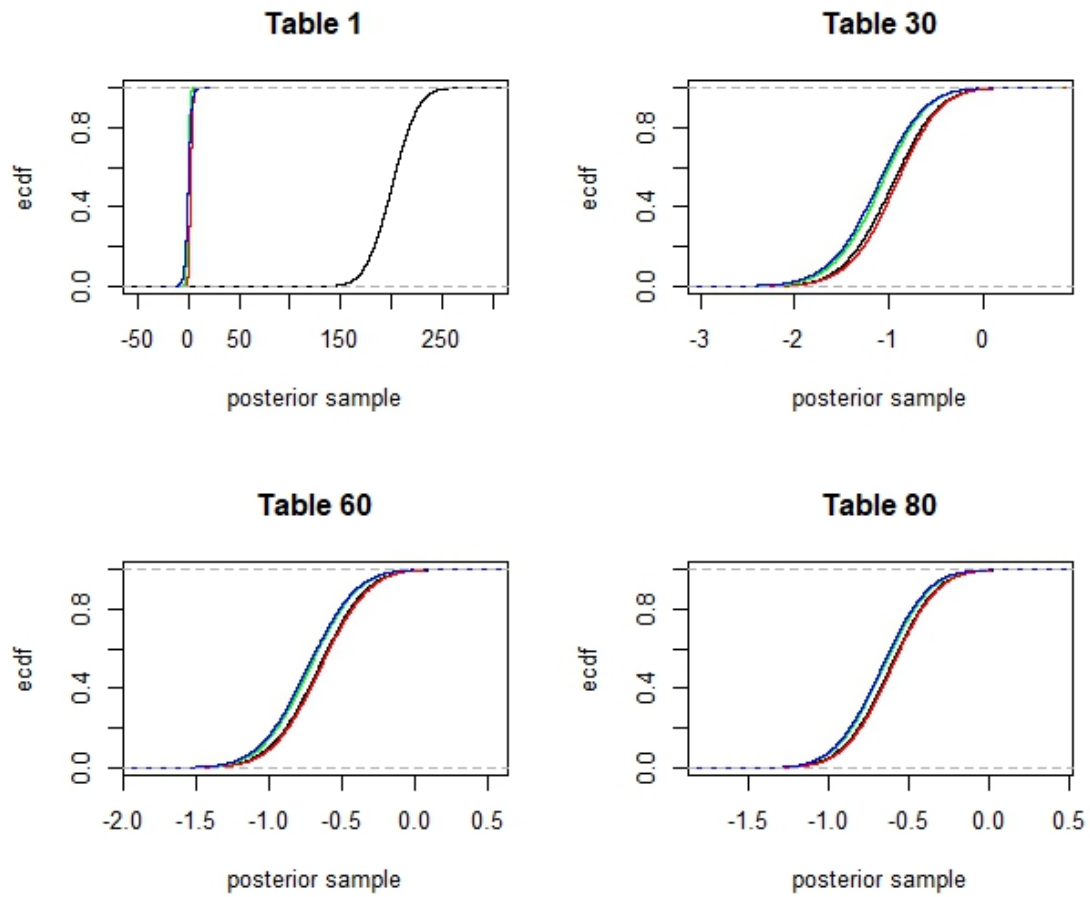 Table 1
ecdf
0.0 0.4 0.8
-50 0 50 150 250
posterior sample
Table 30
ecdf
0.0 0.4 0.8
-3 -2 -1 0
posterior sample
Table 60
ecdf
0.0 0.4 0.8
-2.0 -1.5 -1.0 -0.5 0.0 0.5
posterior sample
Table 80
ecdf
0.0 0.4 0.8
-1.5 -1.0 -0.5 0.0 0.5
posterior sample